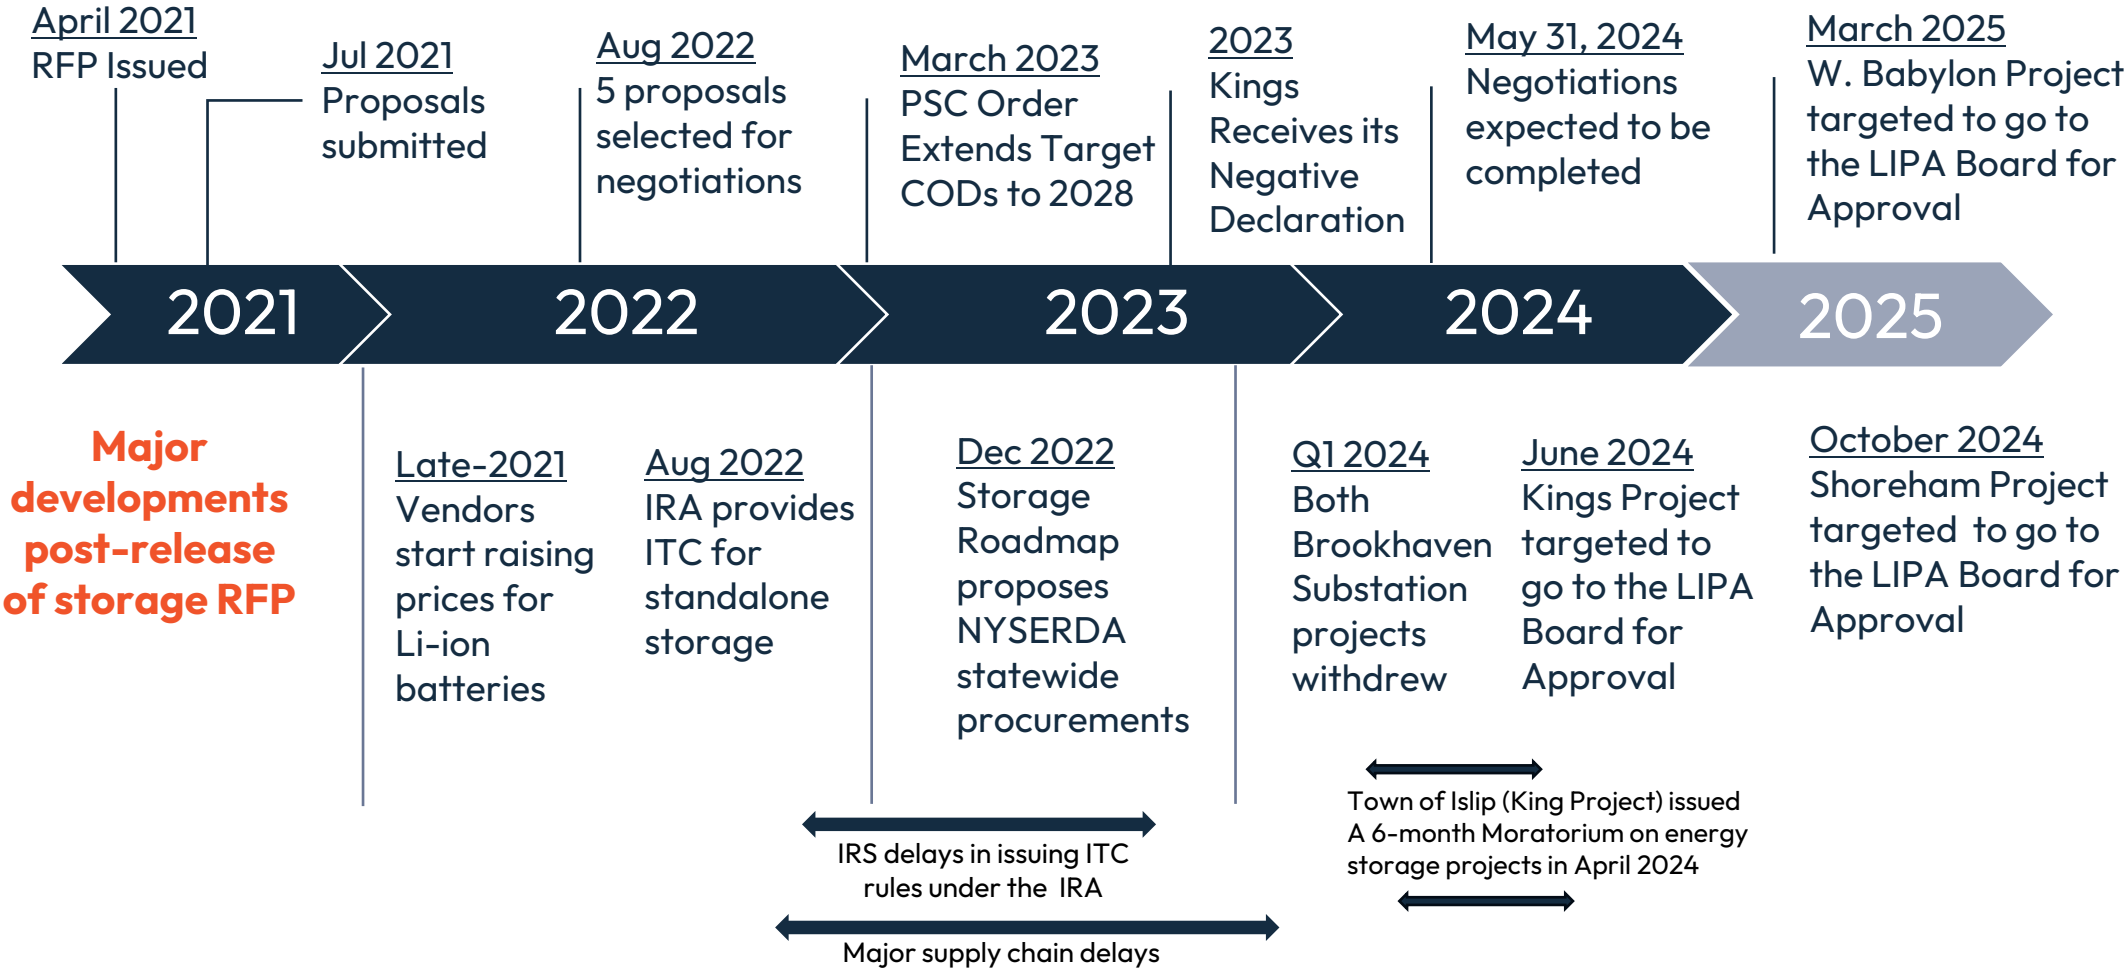 April 2021
RFP Issued
Jul 2021
Proposals
submitted
Aug 2022
5 proposals
selected for
negotiations
March 2023
PSC Order
Extends Target
CODs to 2028
2023
Kings
Receives its
Negative
Declaration
May 31, 2024
Negotiations
expected to be
completed
March 2025
W. Babylon Project
targeted to go to
the LIPA Board for
Approval
2021
2022
2023
2024
2025
Major
developments
post-release
of storage RFP
Late-2021
Vendors
start raising
prices for
Li-ion
batteries
Aug 2022
IRA provides
ITC for
standalone
storage
Dec 2022
Storage
Roadmap
proposes
NYSERDA
statewide
procurements
Q1 2024
Both
Brookhaven
Substation
projects
withdrew
June 2024
Kings Project
targeted to
go to the LIPA
Board for
Approval
October 2024
Shoreham Project
targeted  to go to
the LIPA Board for
Approval
IRS delays in issuing ITC
rules under the  IRA
Major supply chain delays
Town of Islip (King Project) issued
A 6-month Moratorium on energy
storage projects in April 2024